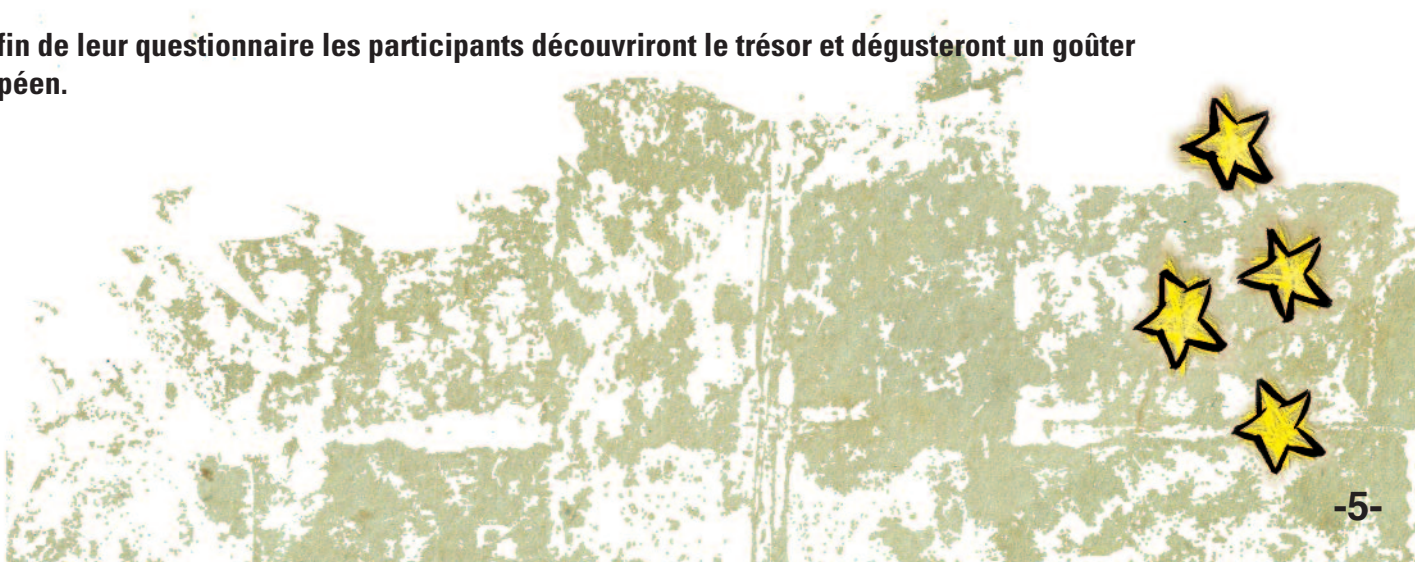 fin de leur questionnaire les participants découvriront le trésor et dégusteront un goûter
péen.
-5-